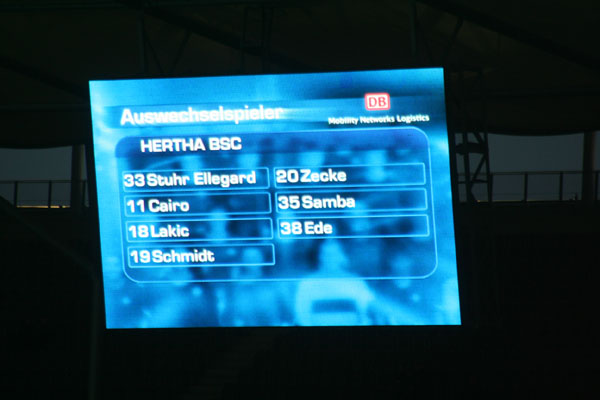 Auswechselspieler
DB
Mobility Networks Logistics
HERTHA BSC
33 Stuhr Ellegard
11 Cairo
18 Lakic
19 Schmidt
20 Zecke
35 Samba
38 Ede